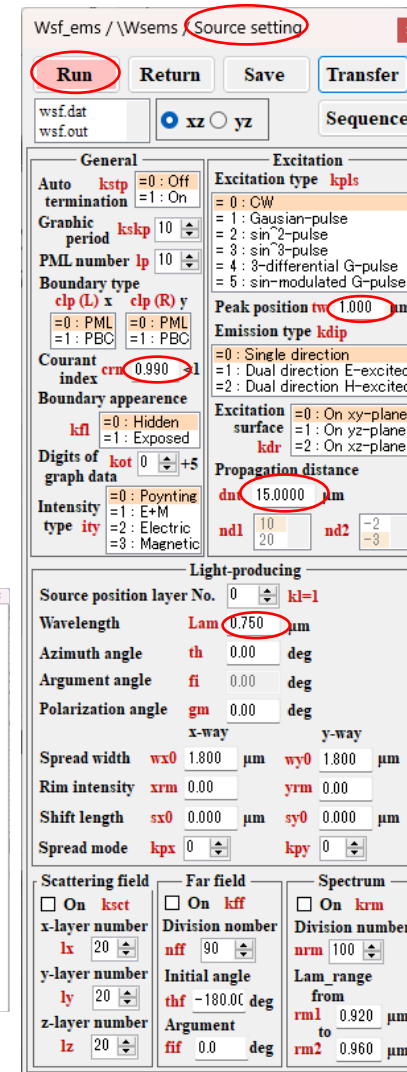 Wsf_ems / \Wsems / Source setting
Run Return Save Transfer
wsf.dat
wsf.out
xz yz
Sequence
General
Auto termination kstp =0 : Off
=1 : On
Graphic period kskp 10
PML number lp 10
Boundary type
clp (L) x clp (R) y
=0 : PML =0 : PML
=1 : PBC =1 : PBC
Courant index crn 0.990 <1
Boundary appearence
kfl =0 : Hidden
=1 : Exposed
Digits of graph data kot 0 +5
Intensity type ity =0 : Poynting
=1 : E+M
=2 : Electric
=3 : Magnetic
Excitation
Excitation type kpls
= 0 : CW
= 1 : Gausian-pulse
= 2 : sin^2-pulse
= 3 : sin^3-pulse
= 4 : 3-differential G-pulse
= 5 : sin-modulated G-pulse
Peak position tw 1.000 μm
Emission type kdip
=0 : Single direction
=1 : Dual direction E-excited
=2 : Dual direction H-excited
Excitation surface kdr =0 : On xy-plane
=1 : On yz-plane
=2 : On xz-plane
Propagation distance
dnt 15.0000 μm
nd1 10 nd2 -2
20 -3
Light-producing
Source position layer No. 0 kl=1
Wavelength Lam 0.750 μm
Azimuth angle th 0.00 deg
Argument angle fi 0.00 deg
Polarization angle gm 0.00 deg
x-way y-way
Spread width wx0 1.800 μm wy0 1.800 μm
Rim intensity xrm 0.00 yrm 0.00
Shift length sx0 0.000 μm sy0 0.000 μm
Spread mode kpx 0 kpy 0
Scattering field
On ksct
x-layer number
lx 20
y-layer number
ly 20
z-layer number
lz 20
Far field
On kff
Division nomber
nff 90
Initial angle
thf -180.0 deg
Argument
fif 0.0 deg
Spectrum
On krm
Division number
nrm 100
Lam_range
from
rm1 0.920 μm
to
rm2 0.960 μm